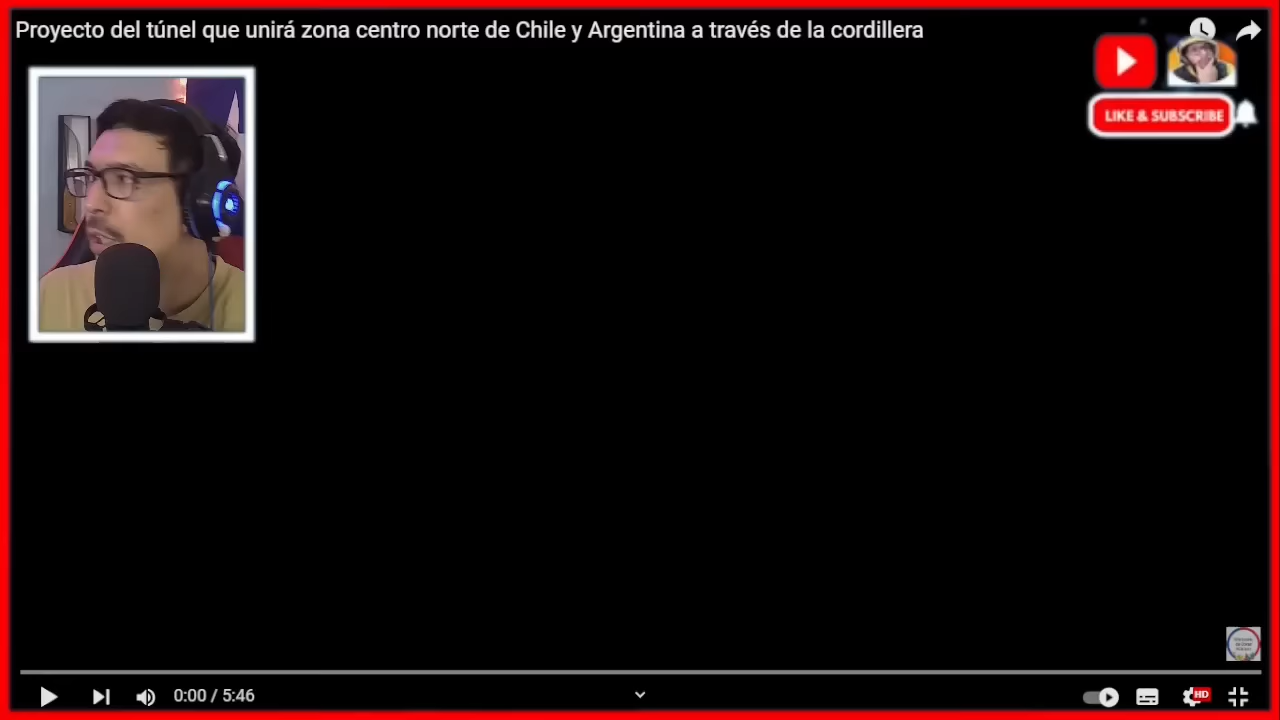 Proyecto del túnel que unirá zona centro norte de Chile y Argentina a través de la cordillera
LIKE & SUBSCRIBE
0:00 / 5:46
HD